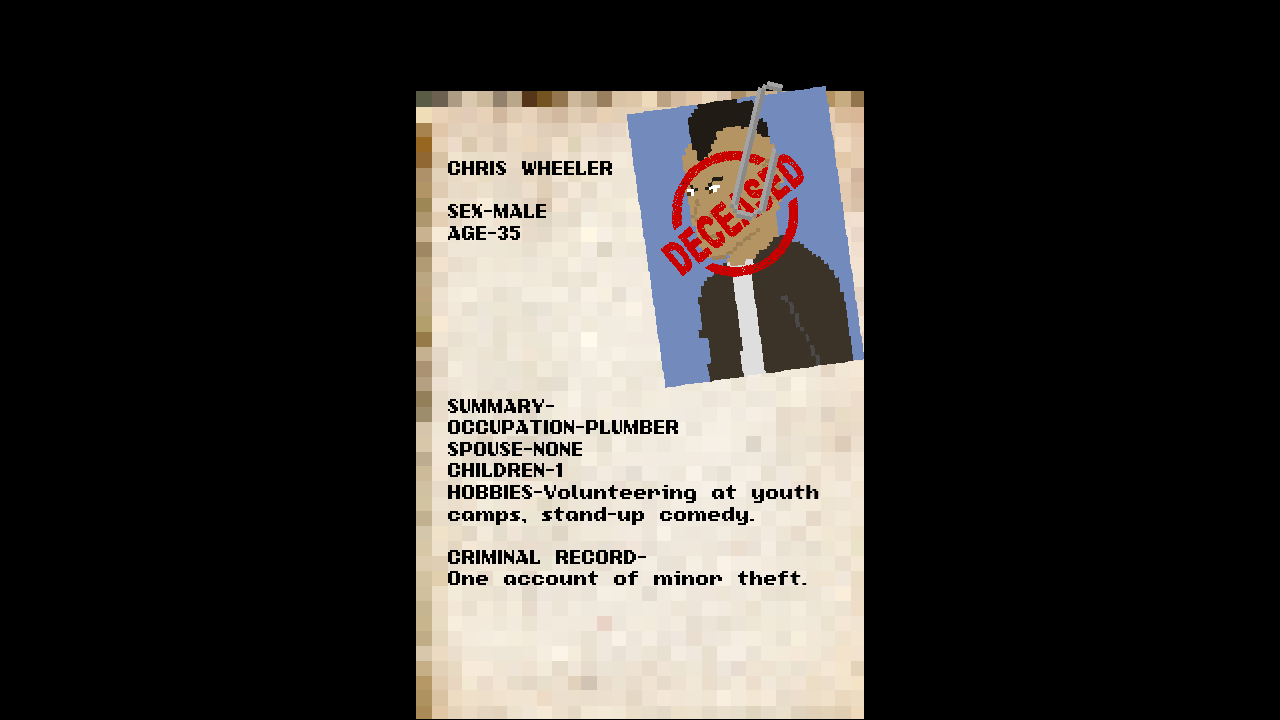 CHRIS WHEELER
DECEASED
SEX-MALE
AGE-35
SUMMARY-
OCCUPATION-PLUMBER
SPOUSE-NONE
CHILDREN-1
HOBBIES-Volunteering at youth
camps, stand-up comedy.
CRIMINAL RECORD-
One account of minor theft.